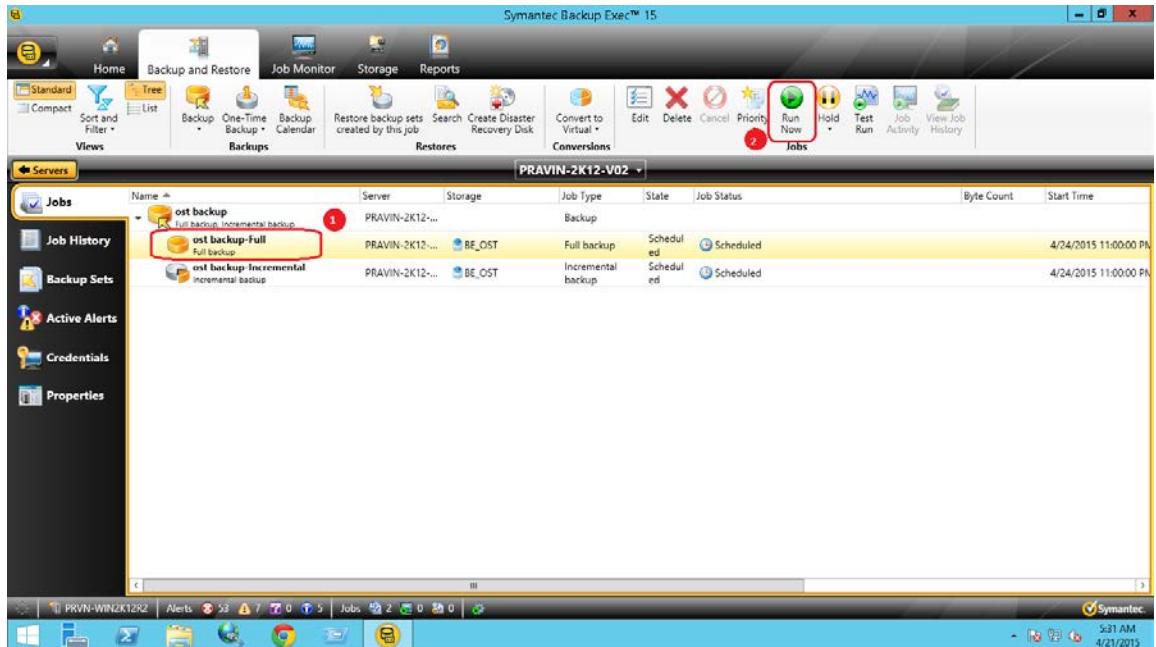 Symantec Backup Exec™ 15
Home Backup and Restore Job Monitor Storage Reports
Standard
Compact
Sort and Filter
Tree
List
Views
Backup
One-Time Backup
Backup Calendar
Backups
Restore backup sets created by this job
Search
Create Disaster Recovery Disk
Restores
Convert to Virtual
Conversions
Edit
Delete
Cancel
Priority
Run Now
Hold
Test Run
Job Activity
View Job History
2
Jobs
Servers
PRAVIN-2K12-V02
Jobs
Job History
Backup Sets
Active Alerts
Credentials
Properties
Name Server Storage Job Type State Job Status Byte Count Start Time
ost backup PRAVIN-2K12-... Backup
Full backup, Incremental backup
1
ost backup-Full PRAVIN-2K12-... BE_OST Full backup Scheduled Scheduled 4/24/2015 11:00:00 PM
Full backup
ost backup-Incremental PRAVIN-2K12-... BE_OST Incremental backup Scheduled Scheduled 4/24/2015 11:00:00 PM
Incremental backup
PRVN-WIN2K12R2 Alerts 53 7 0 5 Jobs 2 0 0
Symantec.
5:31 AM
4/21/2015